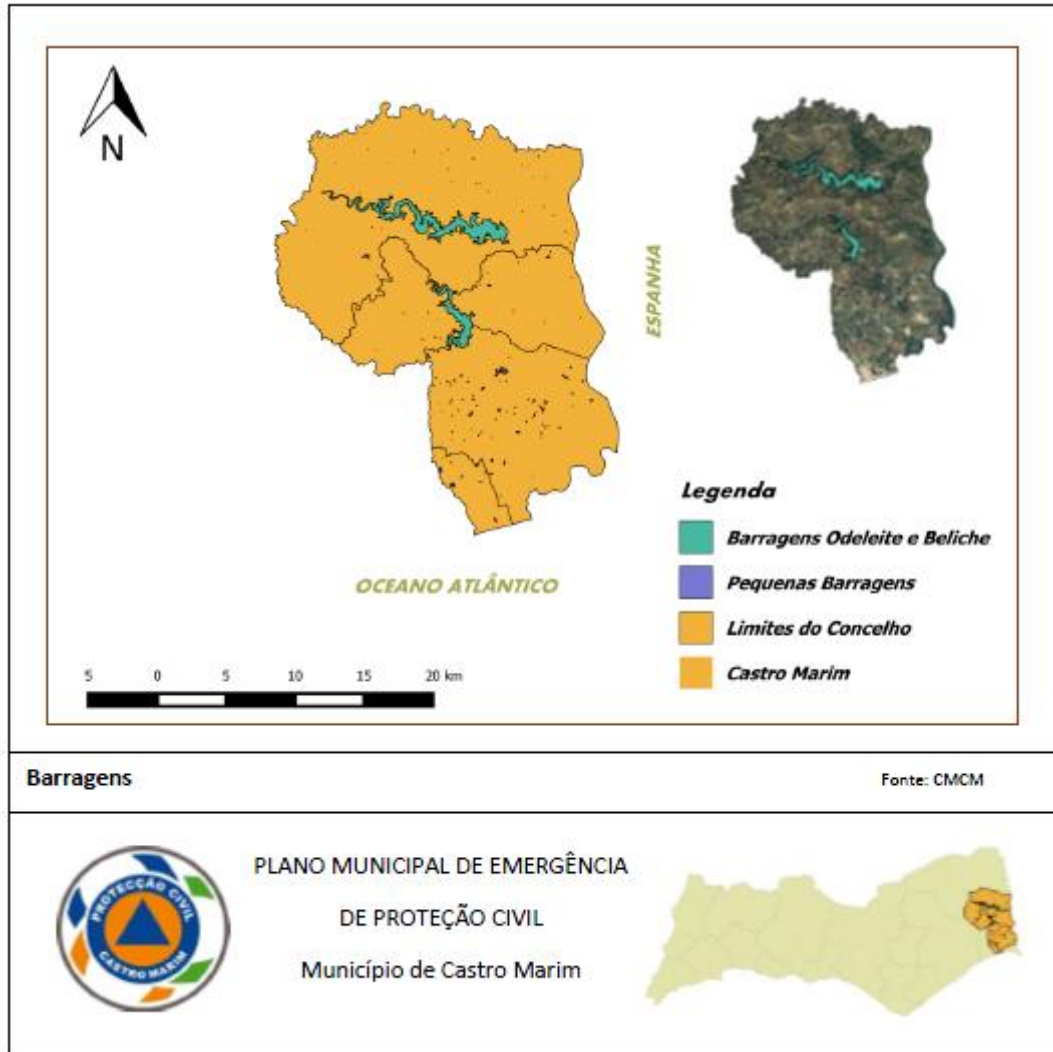 N
ESPANHA
OCEANO ATLÂNTICO
Legenda
Barragens Odeleite e Beliche
Pequenas Barragens
Limites do Concelho
Castro Marim
5 0 5 10 15 20 km
Barragens
Fonte: CMCM
PROTECÇÃO CIVIL
CASTRO MARIM
PLANO MUNICIPAL DE EMERGÊNCIA
DE PROTEÇÃO CIVIL
Município de Castro Marim